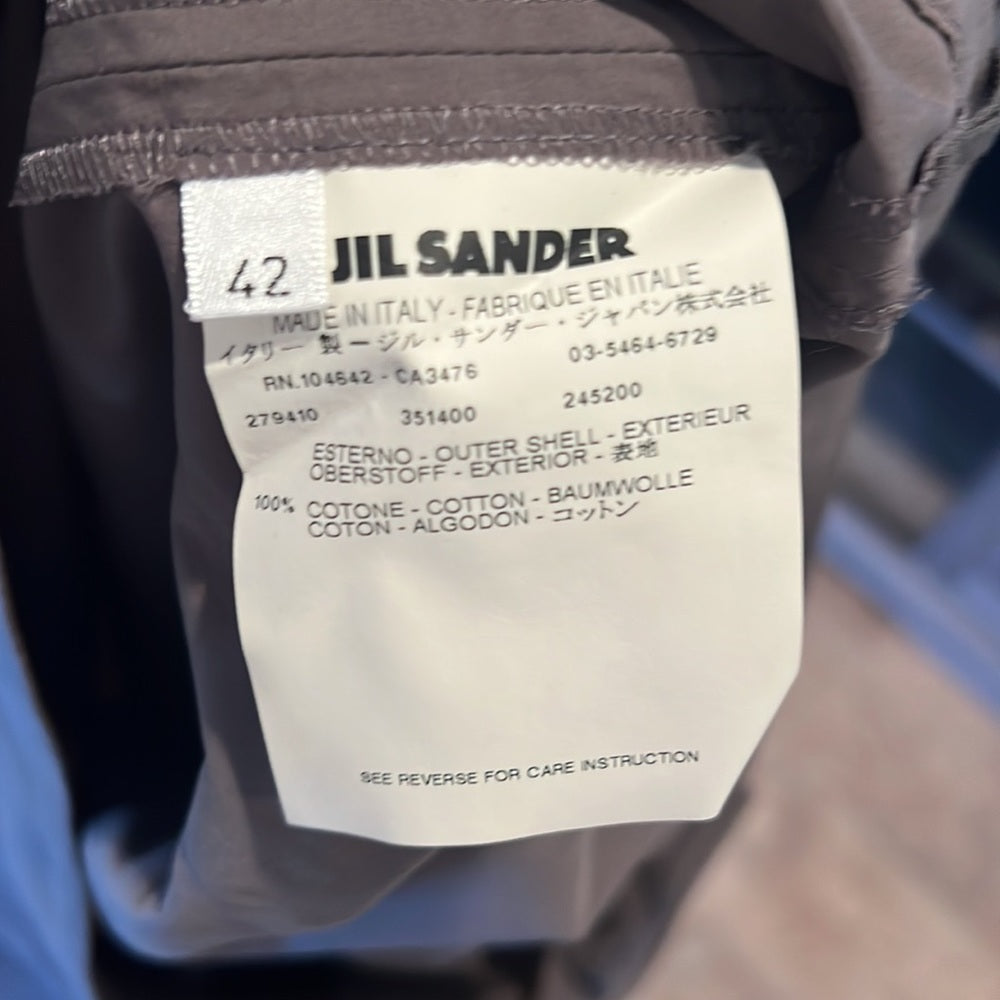 42
JIL SANDER
MADE IN ITALY - FABRIQUE EN ITALIE
イタリー 製 ー ジル・サンダー・ジャパン株式会社
03-5464-6729
RN.104642 - CA3476
279410 351400 245200
ESTERNO - OUTER SHELL - EXTERIEUR
OBERSTOFF - EXTERIOR - 表地
100% COTONE - COTTON - BAUMWOLLE
COTON - ALGODON - コットン
SEE REVERSE FOR CARE INSTRUCTION